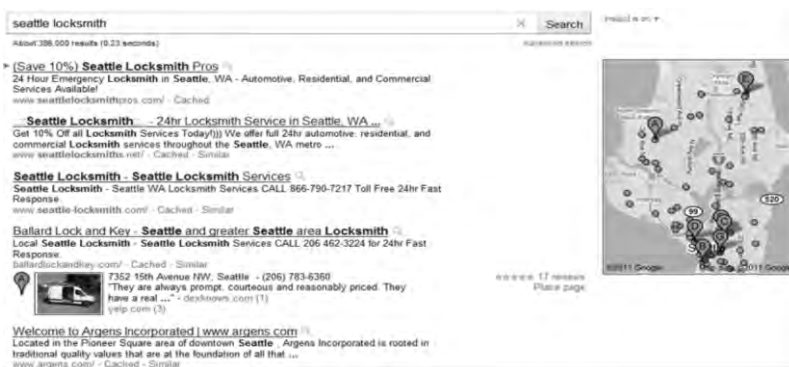 seattle locksmith
Search
Instant is on ▼
About 386,000 results (0.23 seconds)
Advanced search
(Save 10%) Seattle Locksmith Pros
24 Hour Emergency Locksmith in Seattle, WA - Automotive, Residential, and Commercial
Services Available!
www.seattlelocksmithpros.com/ - Cached
Seattle Locksmith - 24hr Locksmith Service in Seattle, WA ...
Get 10% Off all Locksmith Services Today!))) We offer full 24hr automotive, residential, and
commercial Locksmith services throughout the Seattle, WA metro ...
www.seattlelocksmiths.net/ - Cached - Similar
Seattle Locksmith - Seattle Locksmith Services
Seattle Locksmith - Seattle WA Locksmith Services CALL 866-790-7217 Toll Free 24hr Fast
Response.
www.seattle-locksmith.com/ - Cached - Similar
Ballard Lock and Key - Seattle and greater Seattle area Locksmith
Local Seattle Locksmith - Seattle Locksmith Services CALL 206 462-3224 for 24hr Fast
Response.
ballardlockandkey.com/ - Cached - Similar
A
7352 15th Avenue NW, Seattle - (206) 783-6360
"They are always prompt, courteous and reasonably priced. They
have a real ..." - dexknows.com (1)
yelp.com (3)
17 reviews
Place page
Welcome to Argens Incorporated | www.argens.com
Located in the Pioneer Square area of downtown Seattle, Argens Incorporated is rooted in
traditional quality values that are at the foundation of all that ...
www.argens.com/ - Cached - Similar
E
A
520
99
D
C
G
B
©2011 Google